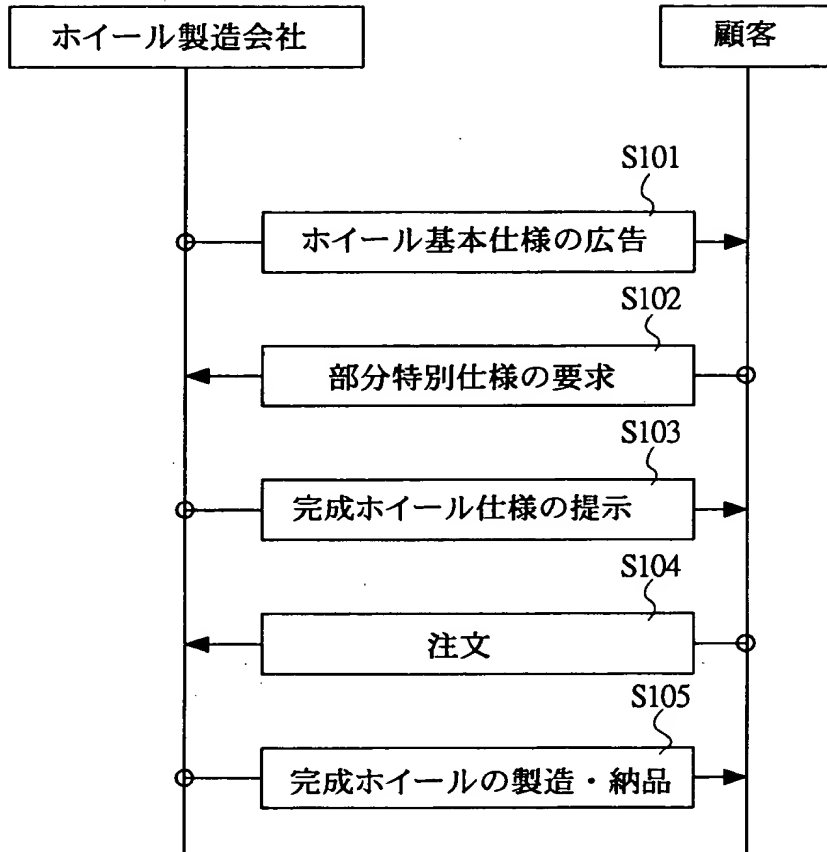 ホイール製造会社
顧客
S101
ホイール基本仕様の広告
S102
部分特別仕様の要求
S103
完成ホイール仕様の提示
S104
注文
S105
完成ホイールの製造・納品